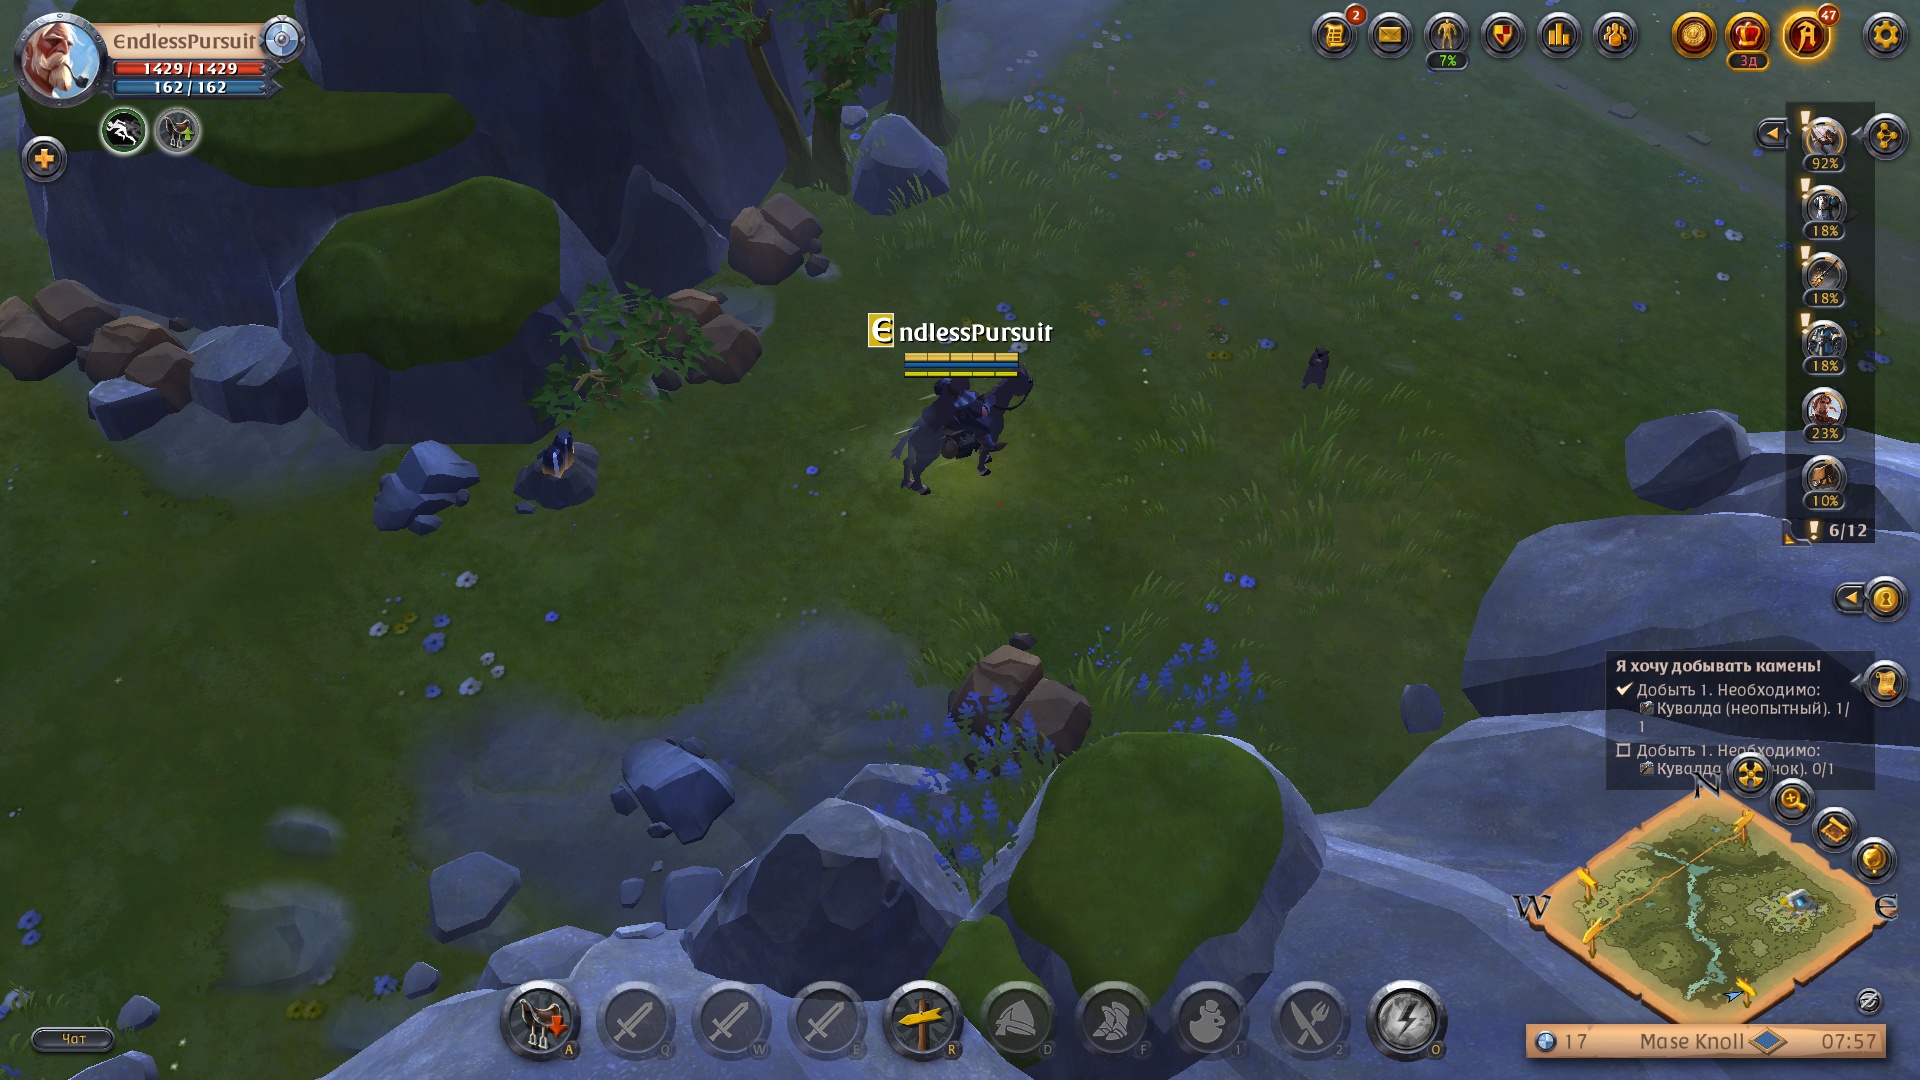 EndlessPursuit
1429 / 1429
162 / 162
2
7%
3д
47
92%
18%
18%
18%
23%
10%
6/12
EndlessPursuit
Я хочу добывать камень!
Добыть 1. Необходимо:
Кувалда (неопытный). 1/
1
Добыть 1. Необходимо:
Кувалда чок). 0/1
N
W
E
Чат
A
Q
W
E
R
D
F
1
2
O
17 Mase Knoll 07:57